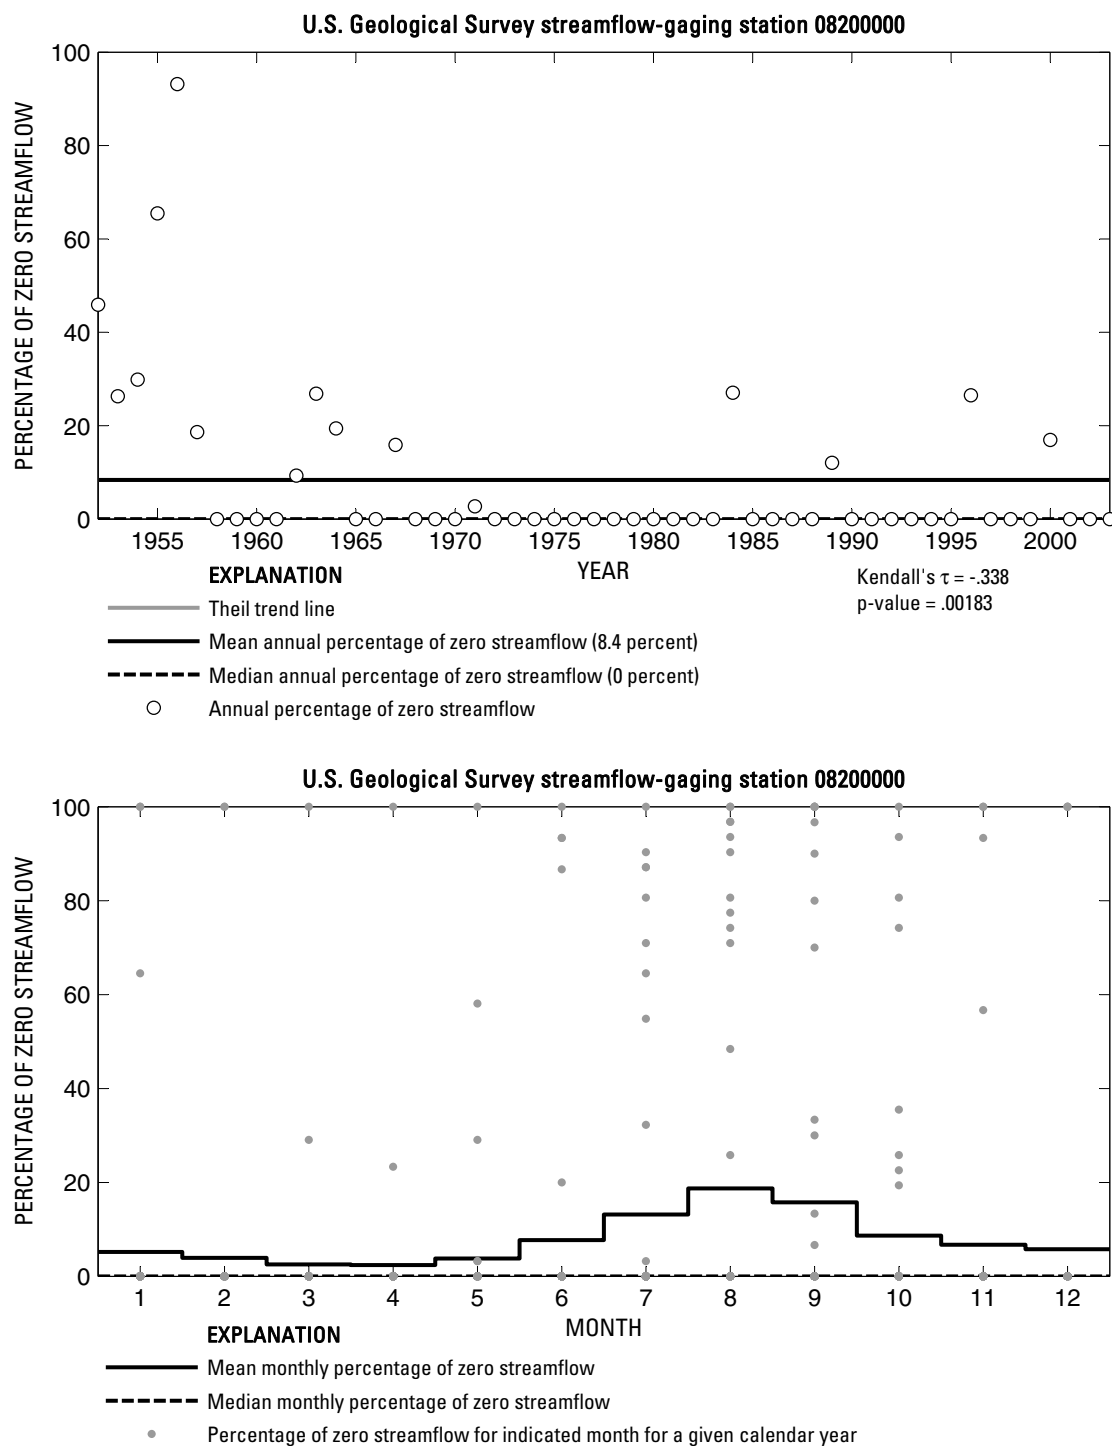 U.S. Geological Survey streamflow-gaging station 08200000
100
80
60
40
20
0
PERCENTAGE OF ZERO STREAMFLOW
1955 1960 1965 1970 1975 1980 1985 1990 1995 2000
YEAR
Kendall's τ = -.338
p-value = .00183
EXPLANATION
Theil trend line
Mean annual percentage of zero streamflow (8.4 percent)
Median annual percentage of zero streamflow (0 percent)
Annual percentage of zero streamflow
U.S. Geological Survey streamflow-gaging station 08200000
100
80
60
40
20
0
PERCENTAGE OF ZERO STREAMFLOW
1 2 3 4 5 6 7 8 9 10 11 12
MONTH
EXPLANATION
Mean monthly percentage of zero streamflow
Median monthly percentage of zero streamflow
Percentage of zero streamflow for indicated month for a given calendar year